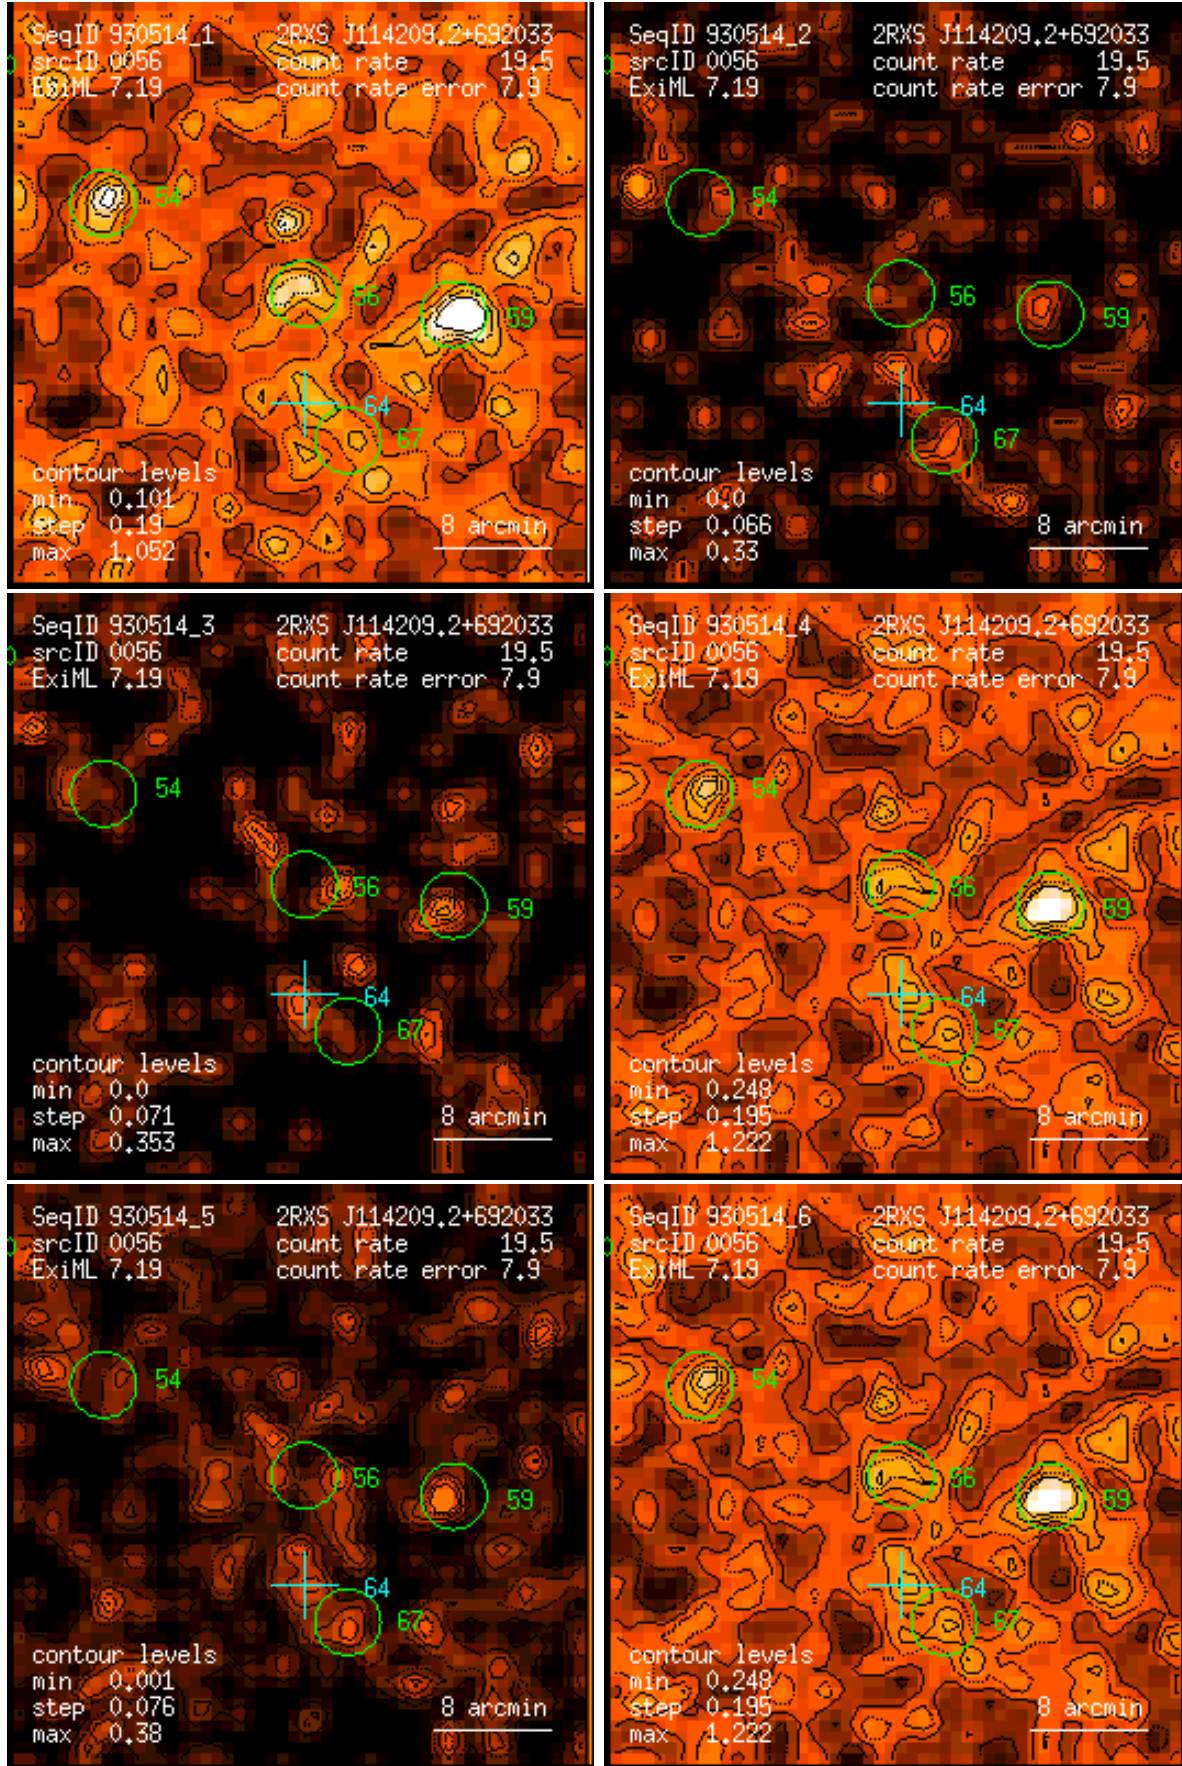 SeqID 930514_1 2RXS J114209.2+692033
srcID 0056 count rate 19.5
ExiML 7.19 count rate error 7.9
54
56
59
64
67
contour levels
min 0.101
step 0.19 8 arcmin
max 1.052
SeqID 930514_2 2RXS J114209.2+692033
srcID 0056 count rate 19.5
ExiML 7.19 count rate error 7.9
54
56
59
64
67
contour levels
min 0.0
step 0.066 8 arcmin
max 0.33
SeqID 930514_3 2RXS J114209.2+692033
srcID 0056 count rate 19.5
ExiML 7.19 count rate error 7.9
54
56
59
64
67
contour levels
min 0.0
step 0.071 8 arcmin
max 0.353
SeqID 930514_4 2RXS J114209.2+692033
srcID 0056 count rate 19.5
ExiML 7.19 count rate error 7.9
54
56
59
64
67
contour levels
min 0.248
step 0.195 8 arcmin
max 1.222
SeqID 930514_5 2RXS J114209.2+692033
srcID 0056 count rate 19.5
ExiML 7.19 count rate error 7.9
54
56
59
64
67
contour levels
min 0.001
step 0.076 8 arcmin
max 0.38
SeqID 930514_6 2RXS J114209.2+692033
srcID 0056 count rate 19.5
ExiML 7.19 count rate error 7.9
54
56
59
64
67
contour levels
min 0.248
step 0.195 8 arcmin
max 1.222